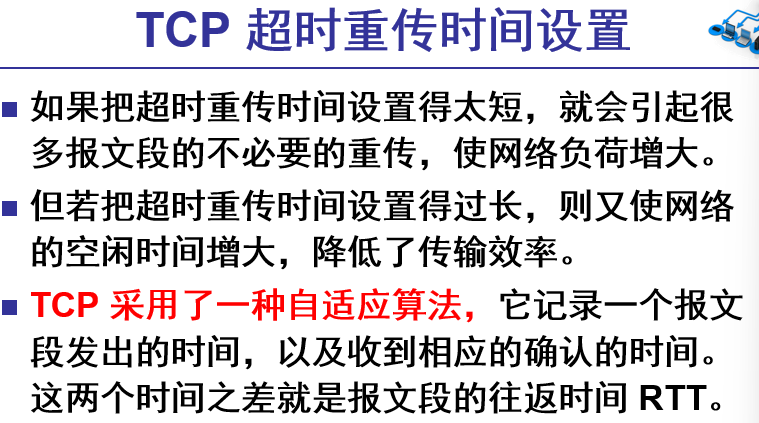 TCP 超时重传时间设置
如果把超时重传时间设置得太短，就会引起很
多报文段的不必要的重传，使网络负荷增大。
但若把超时重传时间设置得过长，则又使网络
的空闲时间增大，降低了传输效率。
TCP 采用了一种自适应算法，它记录一个报文
段发出的时间，以及收到相应的确认的时间。
这两个时间之差就是报文段的往返时间 RTT。